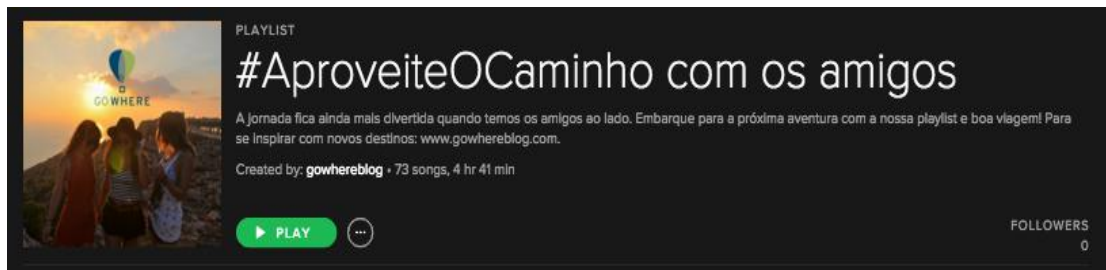 PLAYLIST
#AproveiteOCaminho com os amigos
GOWHERE
A jornada fica ainda mais divertida quando temos os amigos ao lado. Embarque para a próxima aventura com a nossa playlist e boa viagem! Para
se inspirar com novos destinos: www.gowhereblog.com.
Created by: gowhereblog • 73 songs, 4 hr 41 min
PLAY
FOLLOWERS
0